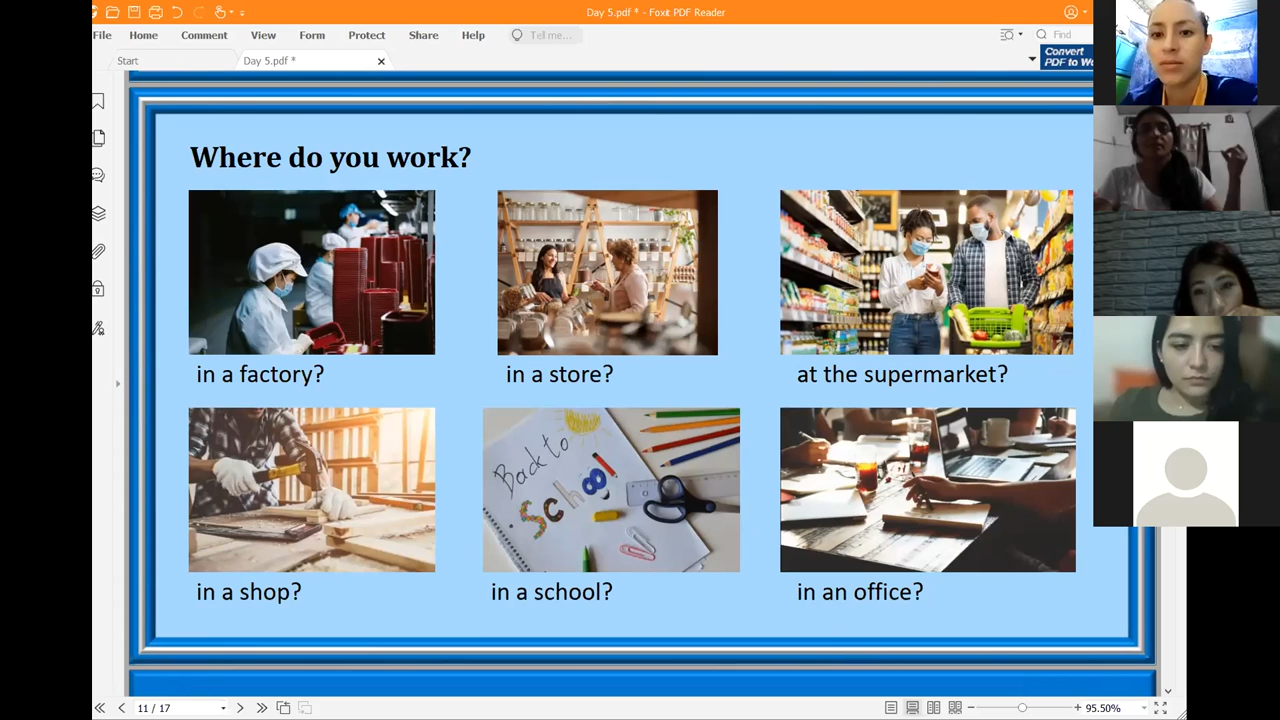 Day 5.pdf * - Foxit PDF Reader
File Home Comment View Form Protect Share Help Tell me... Find
Start Day 5.pdf *
Convert
PDF to Wo
Where do you work?
in a factory? in a store? at the supermarket?
Back to
School
in a shop? in a school? in an office?
11 / 17 95.50%